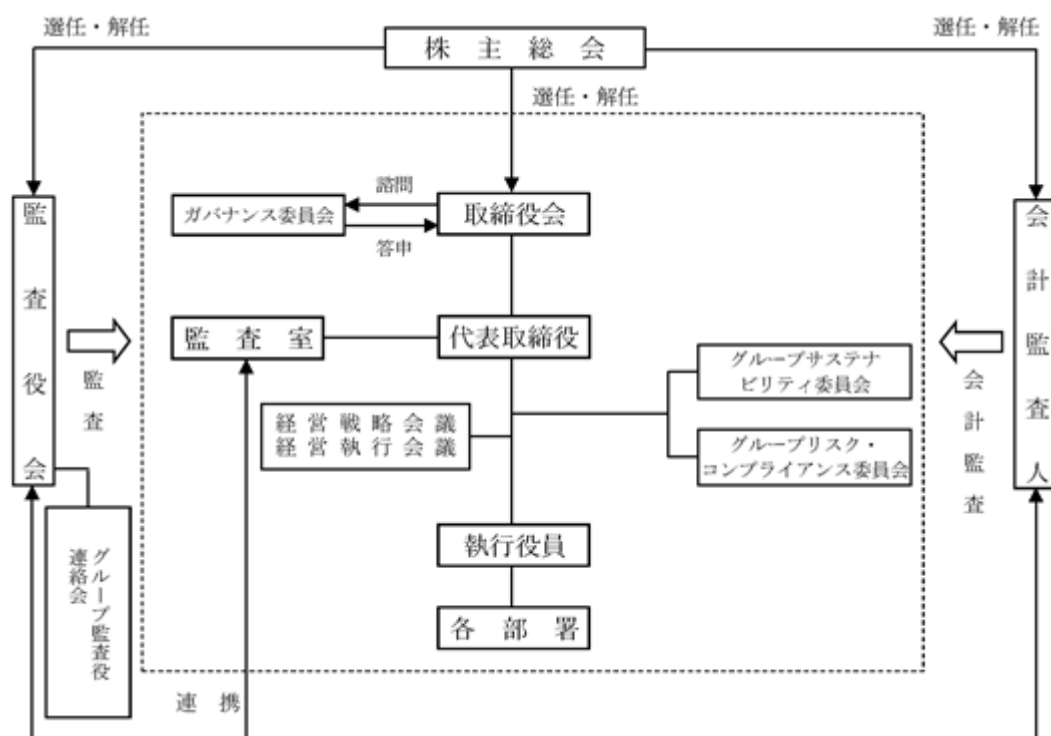 選任・解任
株主総会
選任・解任
選任・解任
諮問
ガバナンス委員会
取締役会
答申
監査役会
会計監査人
監査室
代表取締役
監査
会計監査
グループサステナ
ビリティ委員会
経営戦略会議
経営執行会議
グループリスク・
コンプライアンス委員会
執行役員
グループ監査役
連絡会
各部署
連携